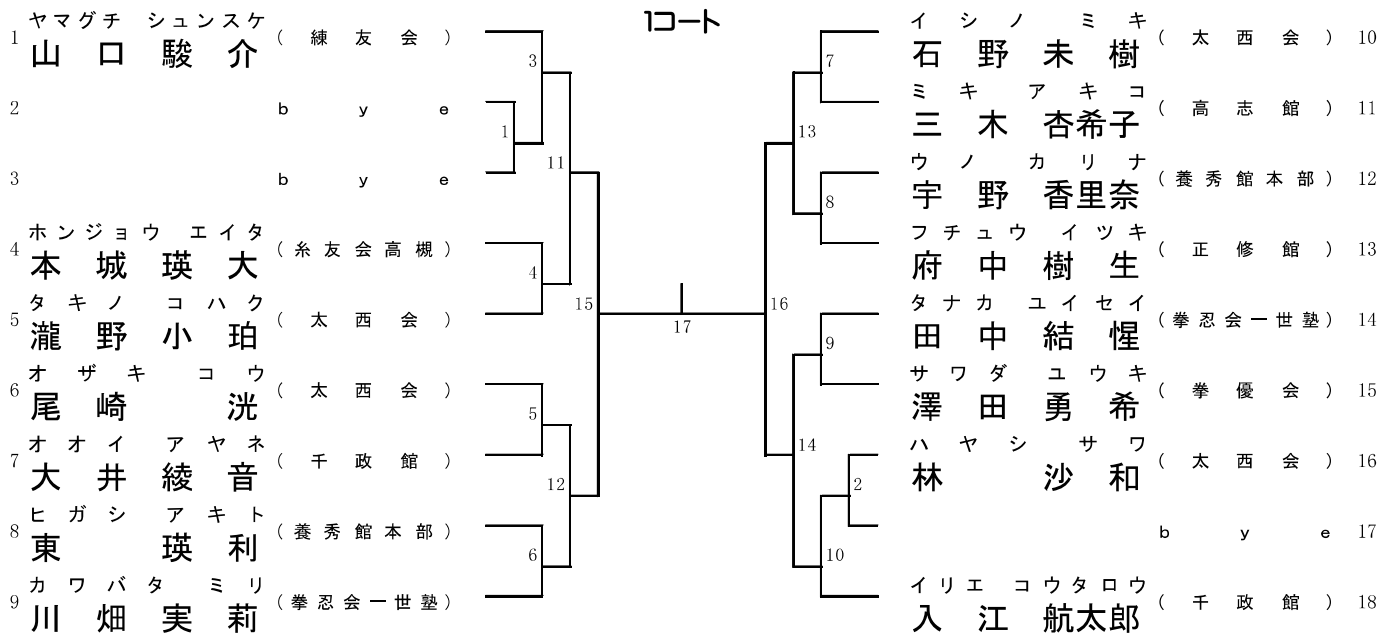 1コート
ヤマグチ シュンスケ
1 山口駿介 (練友会)
2 bye
3 bye
ホンジョウ エイタ
4 本城瑛大 (糸友会高槻)
タキノ コハク
5 瀧野小珀 (太西会)
オザキ コウ
6 尾崎洸 (太西会)
オオイ アヤネ
7 大井綾音 (千政館)
ヒガシ アキト
8 東瑛利 (養秀館本部)
カワバタ ミリ
9 川畑実莉 (拳忍会一世塾)
3
1
11
4
15
5
12
6
17
7
13
8
16
9
14
2
10
イシノ ミキ
石野未樹 (太西会) 10
ミキ アキコ
三木杏希子 (高志館) 11
ウノ カリナ
宇野香里奈 (養秀館本部) 12
フチュウ イツキ
府中樹生 (正修館) 13
タナカ ユイセイ
田中結惺 (拳忍会一世塾) 14
サワダ ユウキ
澤田勇希 (拳優会) 15
ハヤシ サワ
林沙和 (太西会) 16
bye 17
イリエ コウタロウ
入江航太郎 (千政館) 18